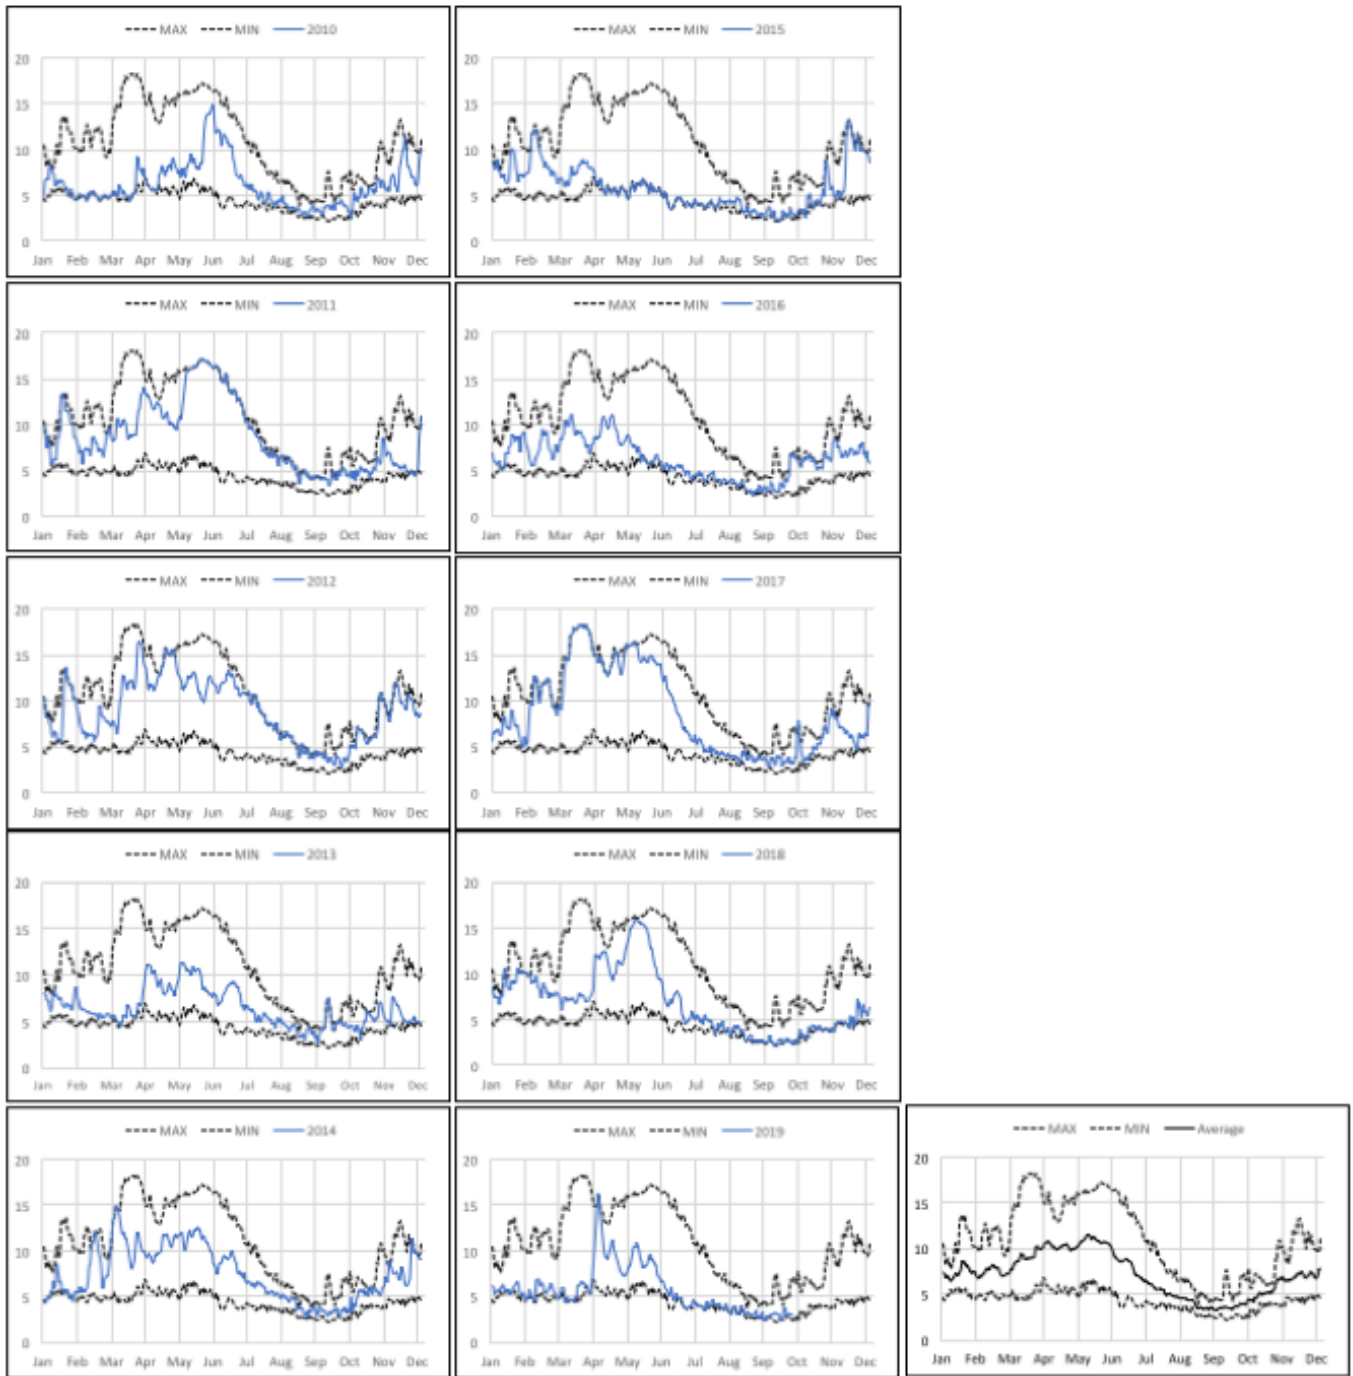 MAX MIN 2010
20
15
10
5
0
Jan Feb Mar Apr May Jun Jul Aug Sep Oct Nov Dec
MAX MIN 2015
20
15
10
5
0
Jan Feb Mar Apr May Jun Jul Aug Sep Oct Nov Dec
MAX MIN 2011
20
15
10
5
0
Jan Feb Mar Apr May Jun Jul Aug Sep Oct Nov Dec
MAX MIN 2016
20
15
10
5
0
Jan Feb Mar Apr May Jun Jul Aug Sep Oct Nov Dec
MAX MIN 2012
20
15
10
5
0
Jan Feb Mar Apr May Jun Jul Aug Sep Oct Nov Dec
MAX MIN 2017
20
15
10
5
0
Jan Feb Mar Apr May Jun Jul Aug Sep Oct Nov Dec
MAX MIN 2013
20
15
10
5
0
Jan Feb Mar Apr May Jun Jul Aug Sep Oct Nov Dec
MAX MIN 2018
20
15
10
5
0
Jan Feb Mar Apr May Jun Jul Aug Sep Oct Nov Dec
MAX MIN 2014
20
15
10
5
0
Jan Feb Mar Apr May Jun Jul Aug Sep Oct Nov Dec
MAX MIN 2019
20
15
10
5
0
Jan Feb Mar Apr May Jun Jul Aug Sep Oct Nov Dec
MAX MIN Average
20
15
10
5
0
Jan Feb Mar Apr May Jun Jul Aug Sep Oct Nov Dec